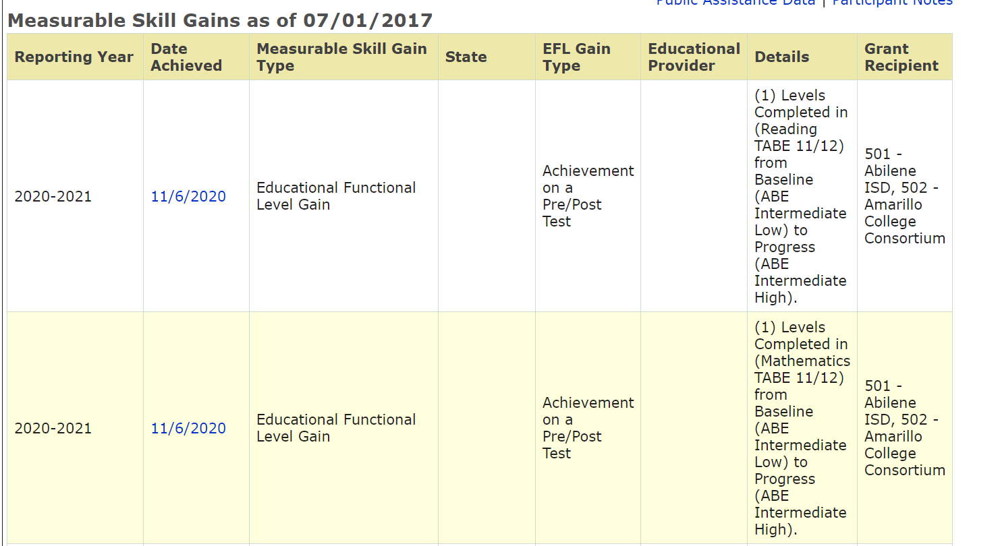 Public Assistance Data | Participant Notes
Measurable Skill Gains as of 07/01/2017
Reporting Year
Date
Achieved
Measurable Skill Gain
Type
State
EFL Gain
Type
Educational
Provider
Details
Grant
Recipient
2020-2021
11/6/2020
Educational Functional
Level Gain
Achievement
on a
Pre/Post
Test
(1) Levels
Completed in
(Reading
TABE 11/12)
from
Baseline
(ABE
Intermediate
Low) to
Progress
(ABE
Intermediate
High).
501 -
Abilene
ISD, 502 -
Amarillo
College
Consortium
2020-2021
11/6/2020
Educational Functional
Level Gain
Achievement
on a
Pre/Post
Test
(1) Levels
Completed in
(Mathematics
TABE 11/12)
from
Baseline
(ABE
Intermediate
Low) to
Progress
(ABE
Intermediate
High).
501 -
Abilene
ISD, 502 -
Amarillo
College
Consortium